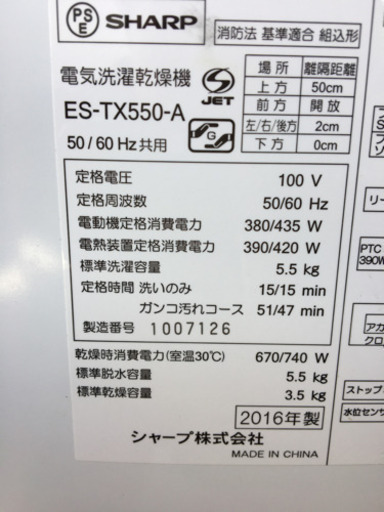 PS E SHARP
消防法 基準適合 組込形
電気洗濯乾燥機
JET
ES-TX550-A
50/60 Hz共用
G
場所 離隔距離
上方 50cm
前方 開放
左/右/後方 2cm
下方 0cm
定格電圧 100 V
定格周波数 50/60 Hz
電動機定格消費電力 380/435 W
電熱装置定格消費電力 390/420 W
標準洗濯容量 5.5 kg
定格時間 洗いのみ 15/15 min
ガンコ汚れコース 51/47 min
製造番号 1007126
乾燥時消費電力(室温30℃) 670/740 W
標準脱水容量 5.5 kg
標準乾燥容量 3.5 kg
2016年製
シャープ株式会社
MADE IN CHINA
PTC
390W
リー
アカ
クロ
ストップ
水位センサ